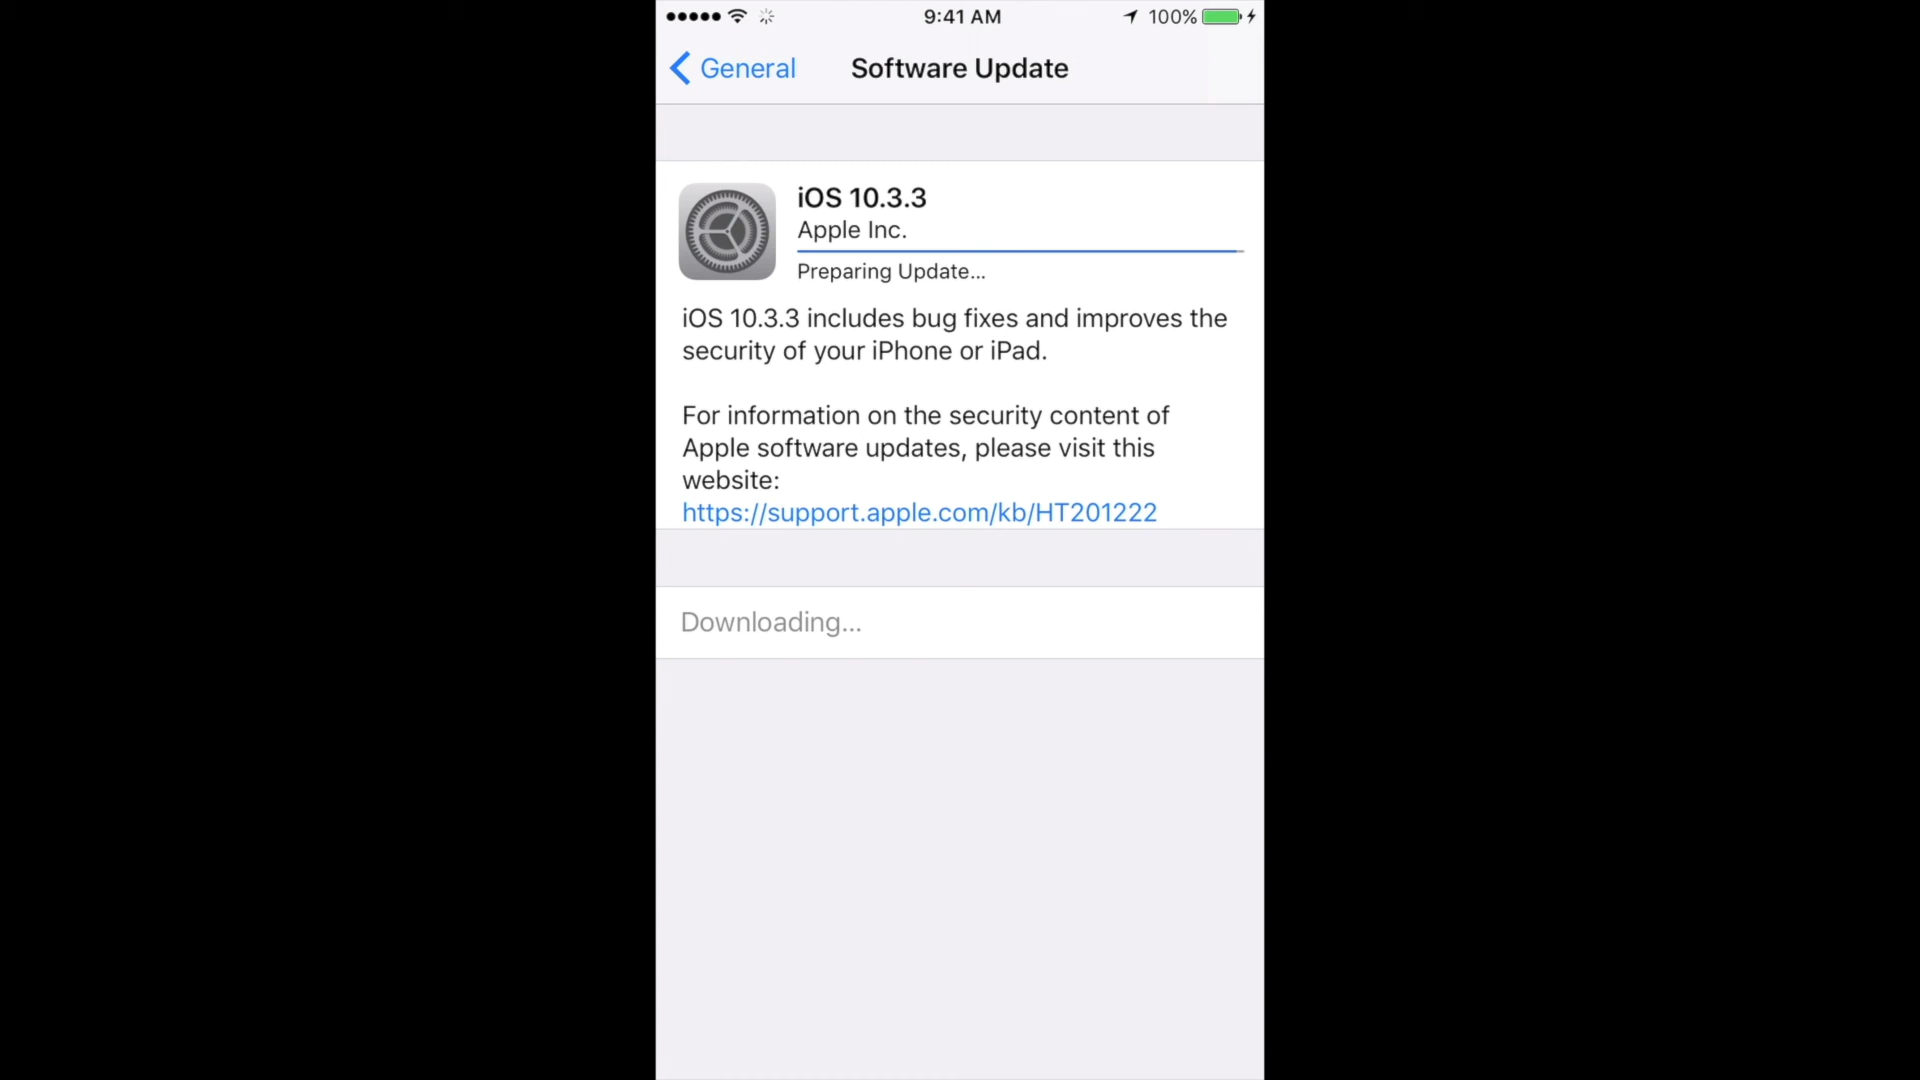 9:41 AM
100%
General
Software Update
iOS 10.3.3
Apple Inc.
Preparing Update...
iOS 10.3.3 includes bug fixes and improves the
security of your iPhone or iPad.
For information on the security content of
Apple software updates, please visit this
website:
https://support.apple.com/kb/HT201222
Downloading...